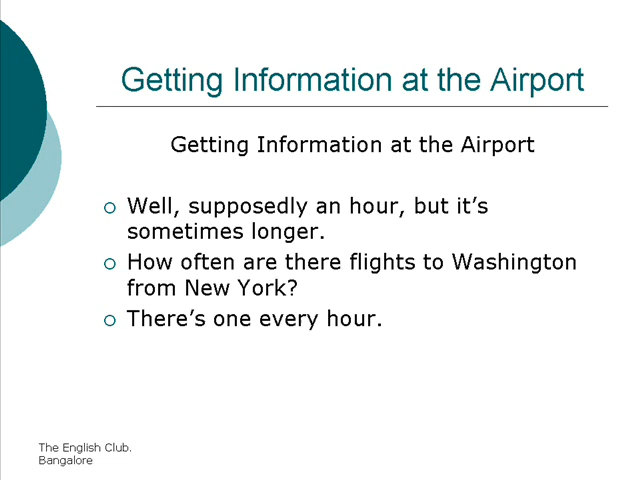 Getting Information at the Airport
Getting Information at the Airport
Well, supposedly an hour, but it's
sometimes longer.
How often are there flights to Washington
from New York?
There's one every hour.
The English Club.
Bangalore